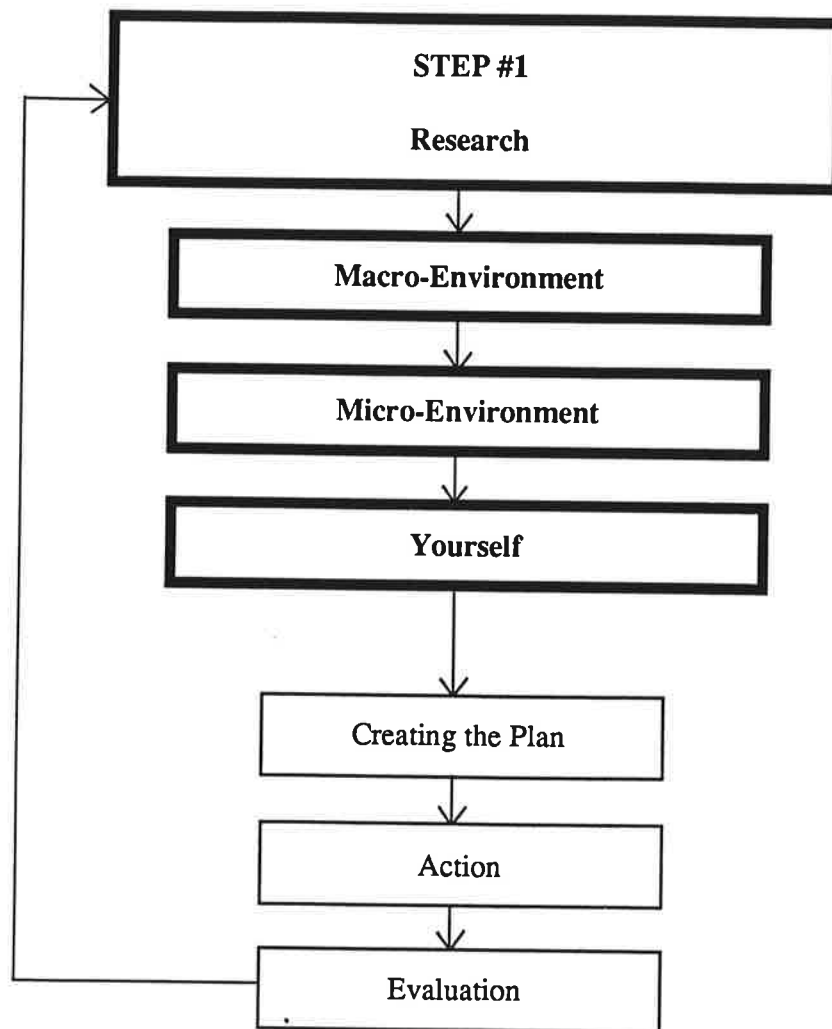 STEP #1
Research
Macro-Environment
Micro-Environment
Yourself
Creating the Plan
Action
Evaluation